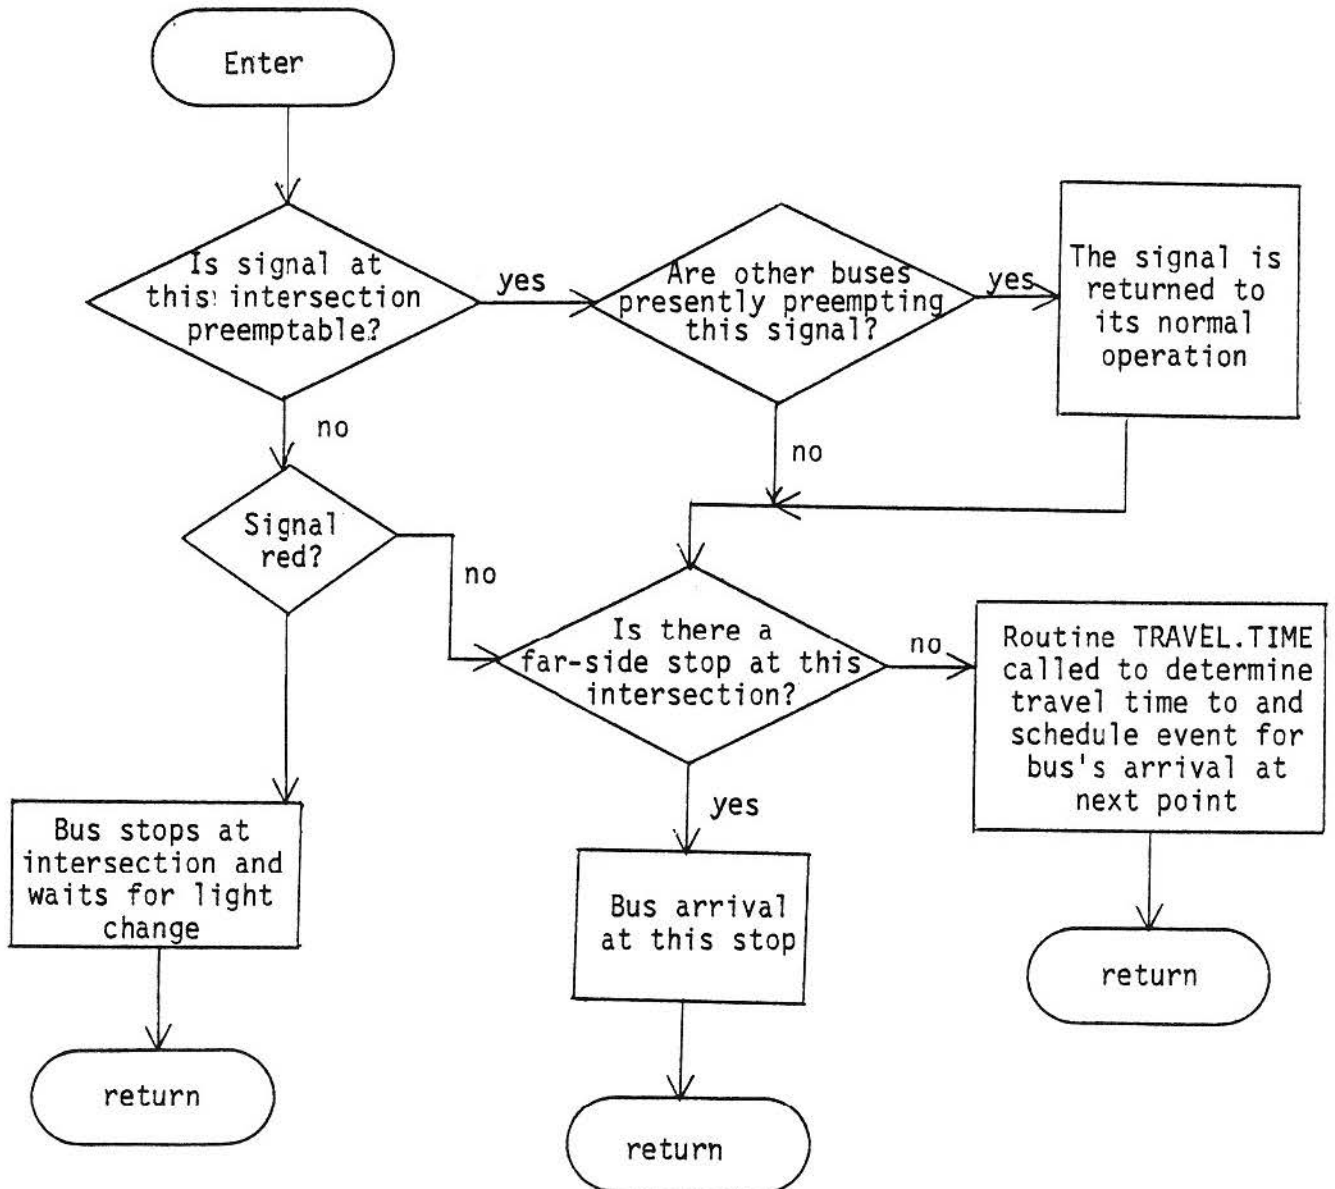 Enter
Is signal at
this intersection
preemptable?
yes
Are other buses
presently preempting
this signal?
yes
The signal is
returned to
its normal
operation
no
no
Signal
red?
no
Is there a
far-side stop at this
intersection?
no
Routine TRAVEL.TIME
called to determine
travel time to and
schedule event for
bus's arrival at
next point
yes
Bus stops at
intersection and
waits for light
change
Bus arrival
at this stop
return
return
return